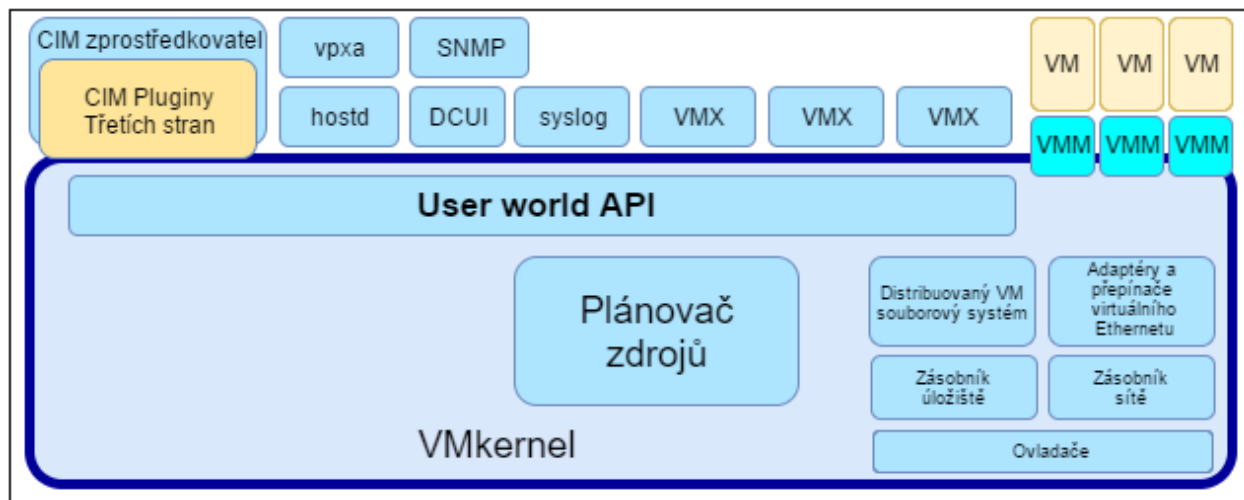 CIM zprostředkovatel
CIM Pluginy
Třetích stran
vpxa
SNMP
hostd
DCUI
syslog
VMX
VMX
VMX
VM
VM
VM
VMM
VMM
VMM
User world API
Plánovač
zdrojů
Distribuovaný VM
souborový systém
Adaptéry a
přepínače
virtuálního
Ethernetu
Zásobník
úložiště
Zásobník
sítě
Ovladače
VMkernel